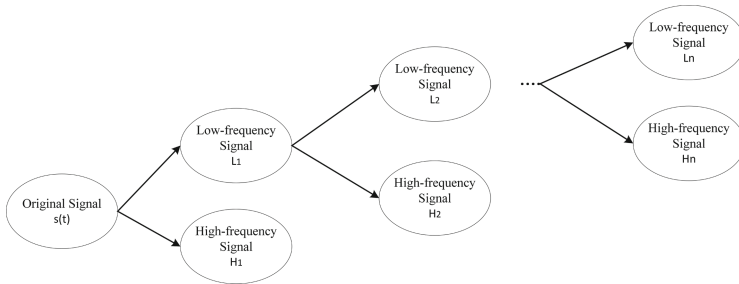 Original Signal
s(t)
Low-frequency
Signal
L1
High-frequency
Signal
H1
Low-frequency
Signal
L2
High-frequency
Signal
H2
....
Low-frequency
Signal
Ln
High-frequency
Signal
Hn